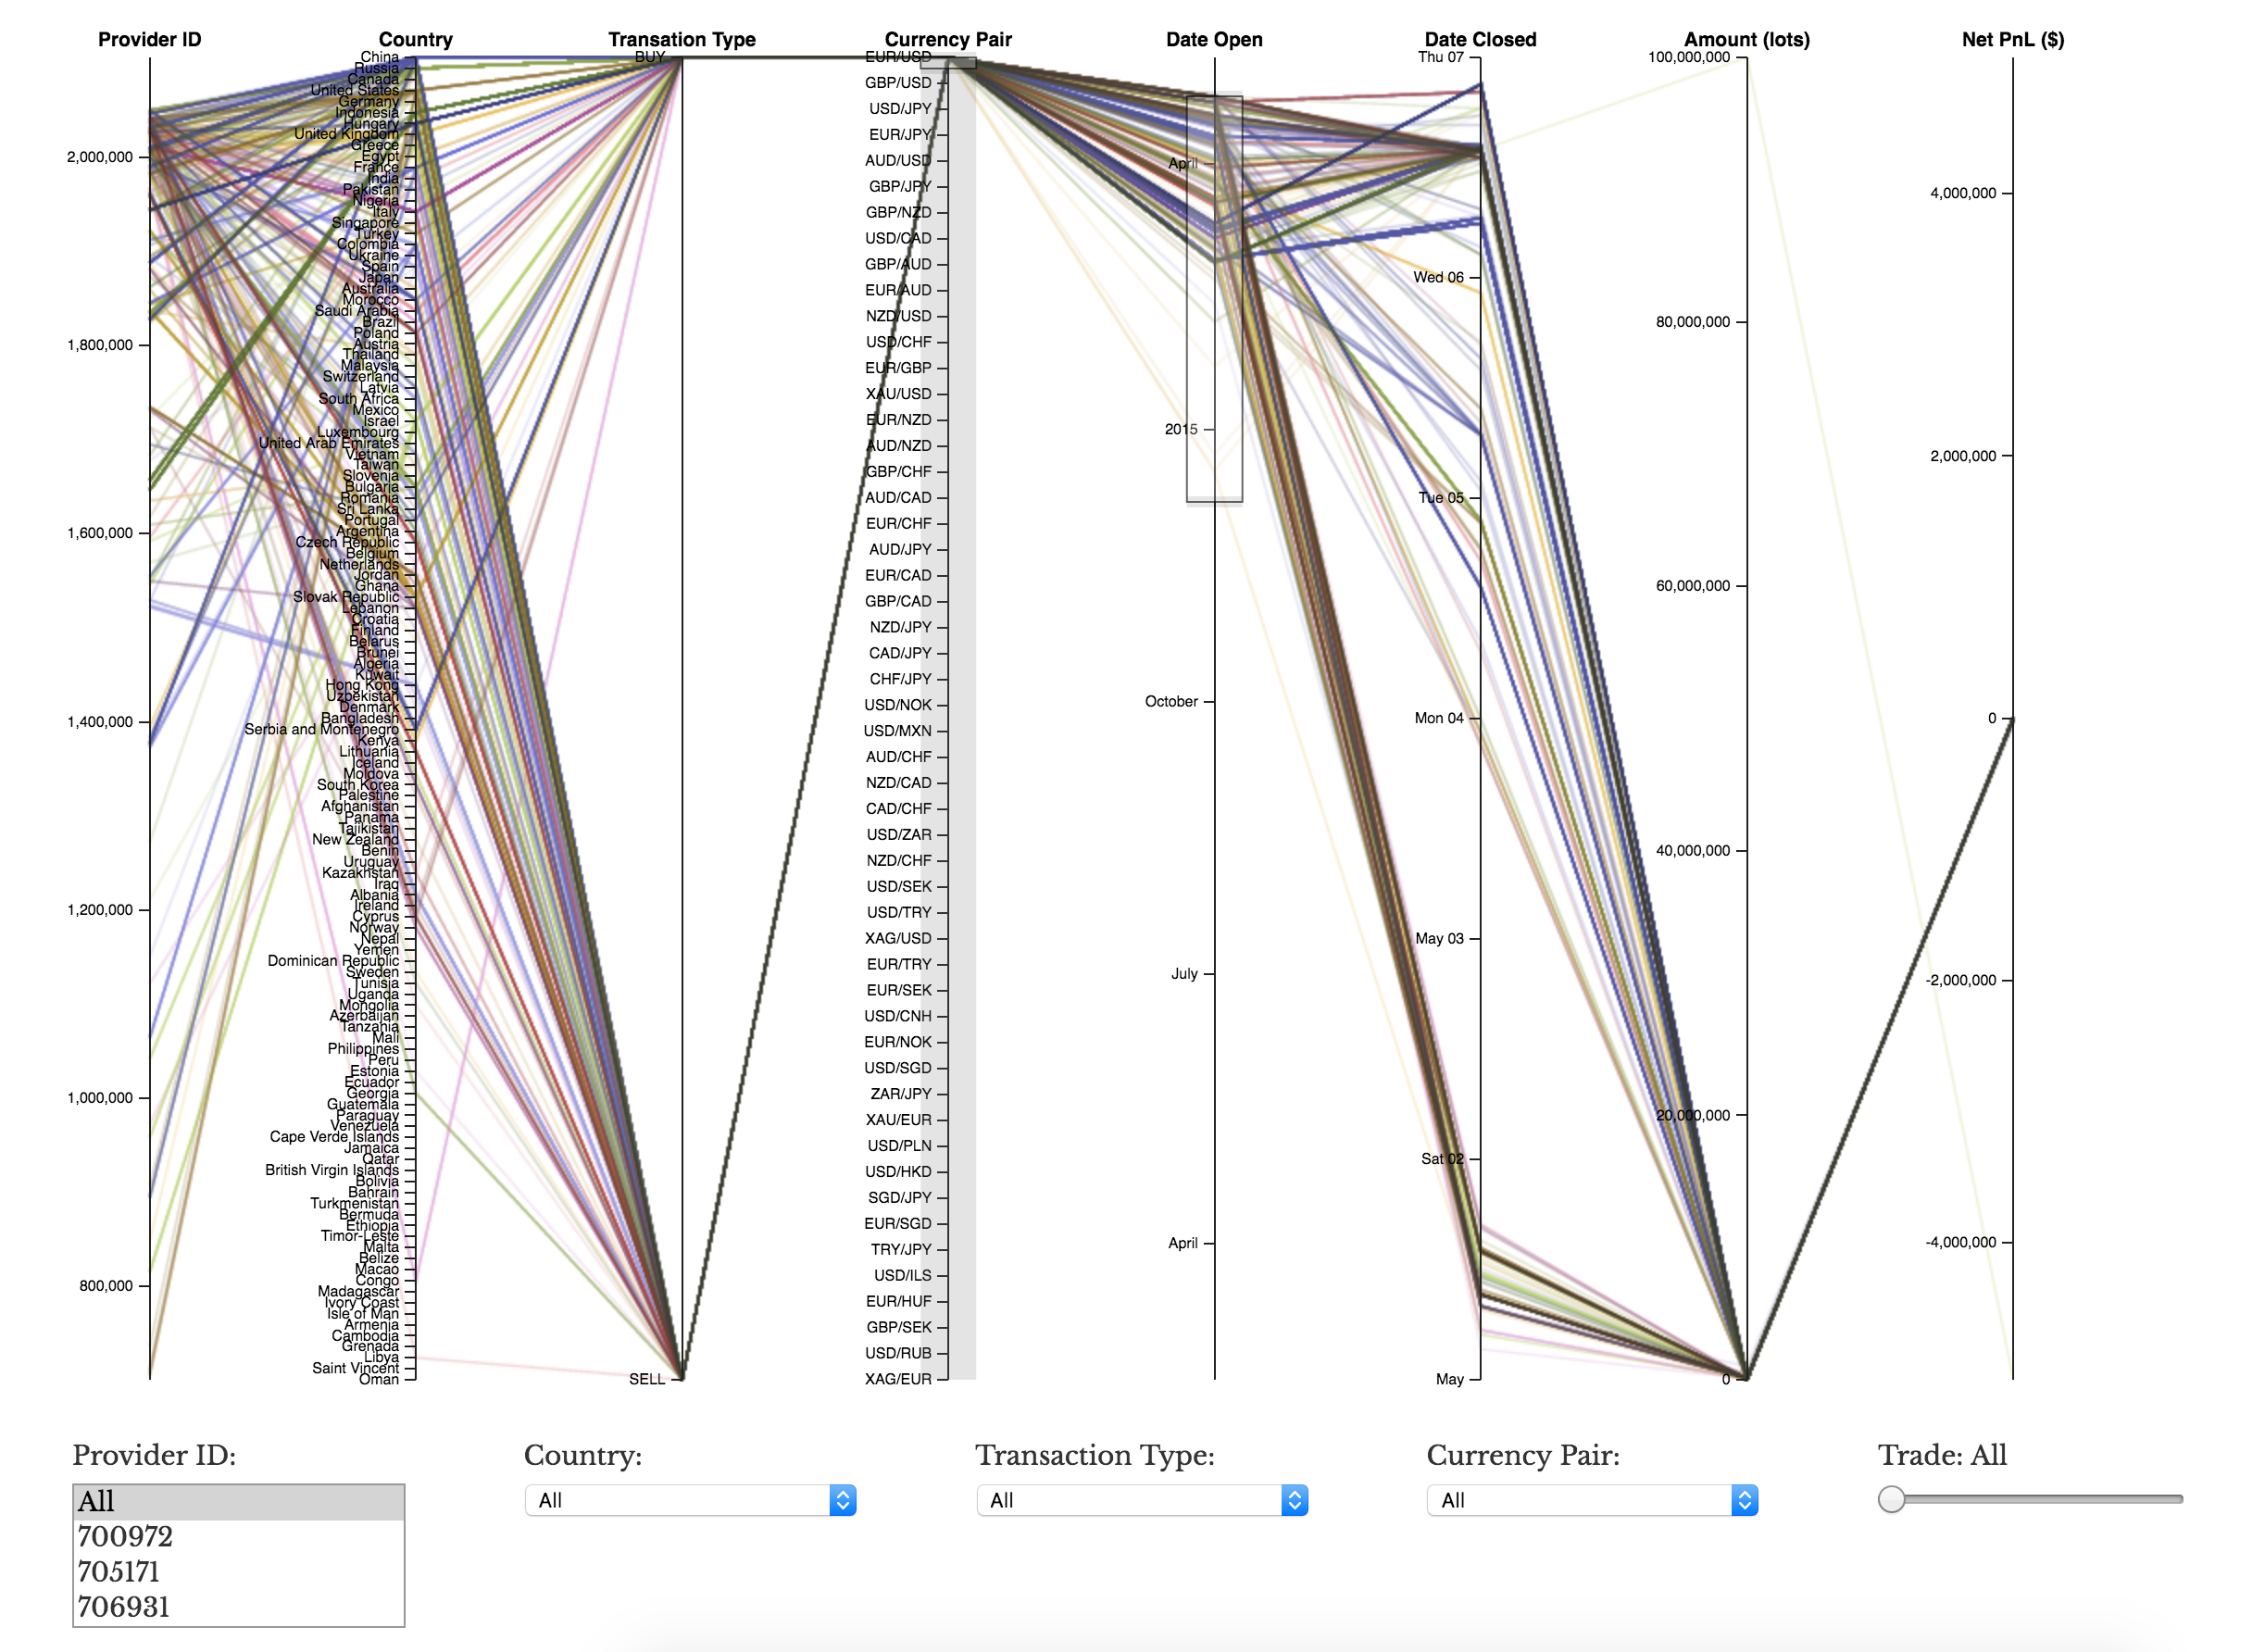 Provider ID
Country
Transation Type
Currency Pair
Date Open
Date Closed
Amount (lots)
Net PnL ($)
2,000,000
1,800,000
1,600,000
1,400,000
1,200,000
1,000,000
800,000
China
Russia
Canada
United States
Germany
Indonesia
Hungary
United Kingdom
Greece
Egypt
France
India
Pakistan
Nigeria
Italy
Singapore
Turkey
Colombia
Ukraine
Spain
Japan
Australia
Morocco
Saudi Arabia
Brazil
Poland
Austria
Thailand
Malaysia
Switzerland
Latvia
South Africa
Mexico
Israel
Luxembourg
United Arab Emirates
Vietnam
Taiwan
Slovenia
Bulgaria
Romania
Sri Lanka
Portugal
Argentina
Czech Republic
Belgium
Netherlands
Jordan
Ghana
Slovak Republic
Lebanon
Croatia
Finland
Belarus
Brunei
Algeria
Kuwait
Hong Kong
Uzbekistan
Denmark
Bangladesh
Serbia and Montenegro
Kenya
Lithuania
Iceland
Moldova
South Korea
Palestine
Afghanistan
Panama
Tajikistan
New Zealand
Benin
Uruguay
Kazakhstan
Iraq
Albania
Ireland
Cyprus
Norway
Nepal
Yemen
Dominican Republic
Sweden
Tunisia
Uganda
Mongolia
Azerbaijan
Tanzania
Mali
Philippines
Peru
Estonia
Ecuador
Georgia
Guatemala
Paraguay
Venezuela
Cape Verde Islands
Jamaica
Qatar
British Virgin Islands
Bolivia
Bahrain
Turkmenistan
Bermuda
Ethiopia
Timor-Leste
Malta
Belize
Macao
Congo
Madagascar
Ivory Coast
Isle of Man
Armenia
Cambodia
Grenada
Libya
Saint Vincent
Oman
BUY
SELL
EUR/USD
GBP/USD
USD/JPY
EUR/JPY
AUD/USD
GBP/JPY
GBP/NZD
USD/CAD
GBP/AUD
EUR/AUD
NZD/USD
USD/CHF
EUR/GBP
XAU/USD
EUR/NZD
AUD/NZD
GBP/CHF
AUD/CAD
EUR/CHF
AUD/JPY
EUR/CAD
GBP/CAD
NZD/JPY
CAD/JPY
CHF/JPY
USD/NOK
USD/MXN
AUD/CHF
NZD/CAD
CAD/CHF
USD/ZAR
NZD/CHF
USD/SEK
USD/TRY
XAG/USD
EUR/TRY
EUR/SEK
USD/CNH
EUR/NOK
USD/SGD
ZAR/JPY
XAU/EUR
USD/PLN
USD/HKD
SGD/JPY
EUR/SGD
TRY/JPY
USD/ILS
EUR/HUF
GBP/SEK
USD/RUB
XAG/EUR
April
2015
October
July
April
Thu 07
Wed 06
Tue 05
Mon 04
May 03
Sat 02
May
100,000,000
80,000,000
60,000,000
40,000,000
20,000,000
0
4,000,000
2,000,000
0
-2,000,000
-4,000,000
Provider ID:
All
700972
705171
706931
Country:
All
Transaction Type:
All
Currency Pair:
All
Trade: All